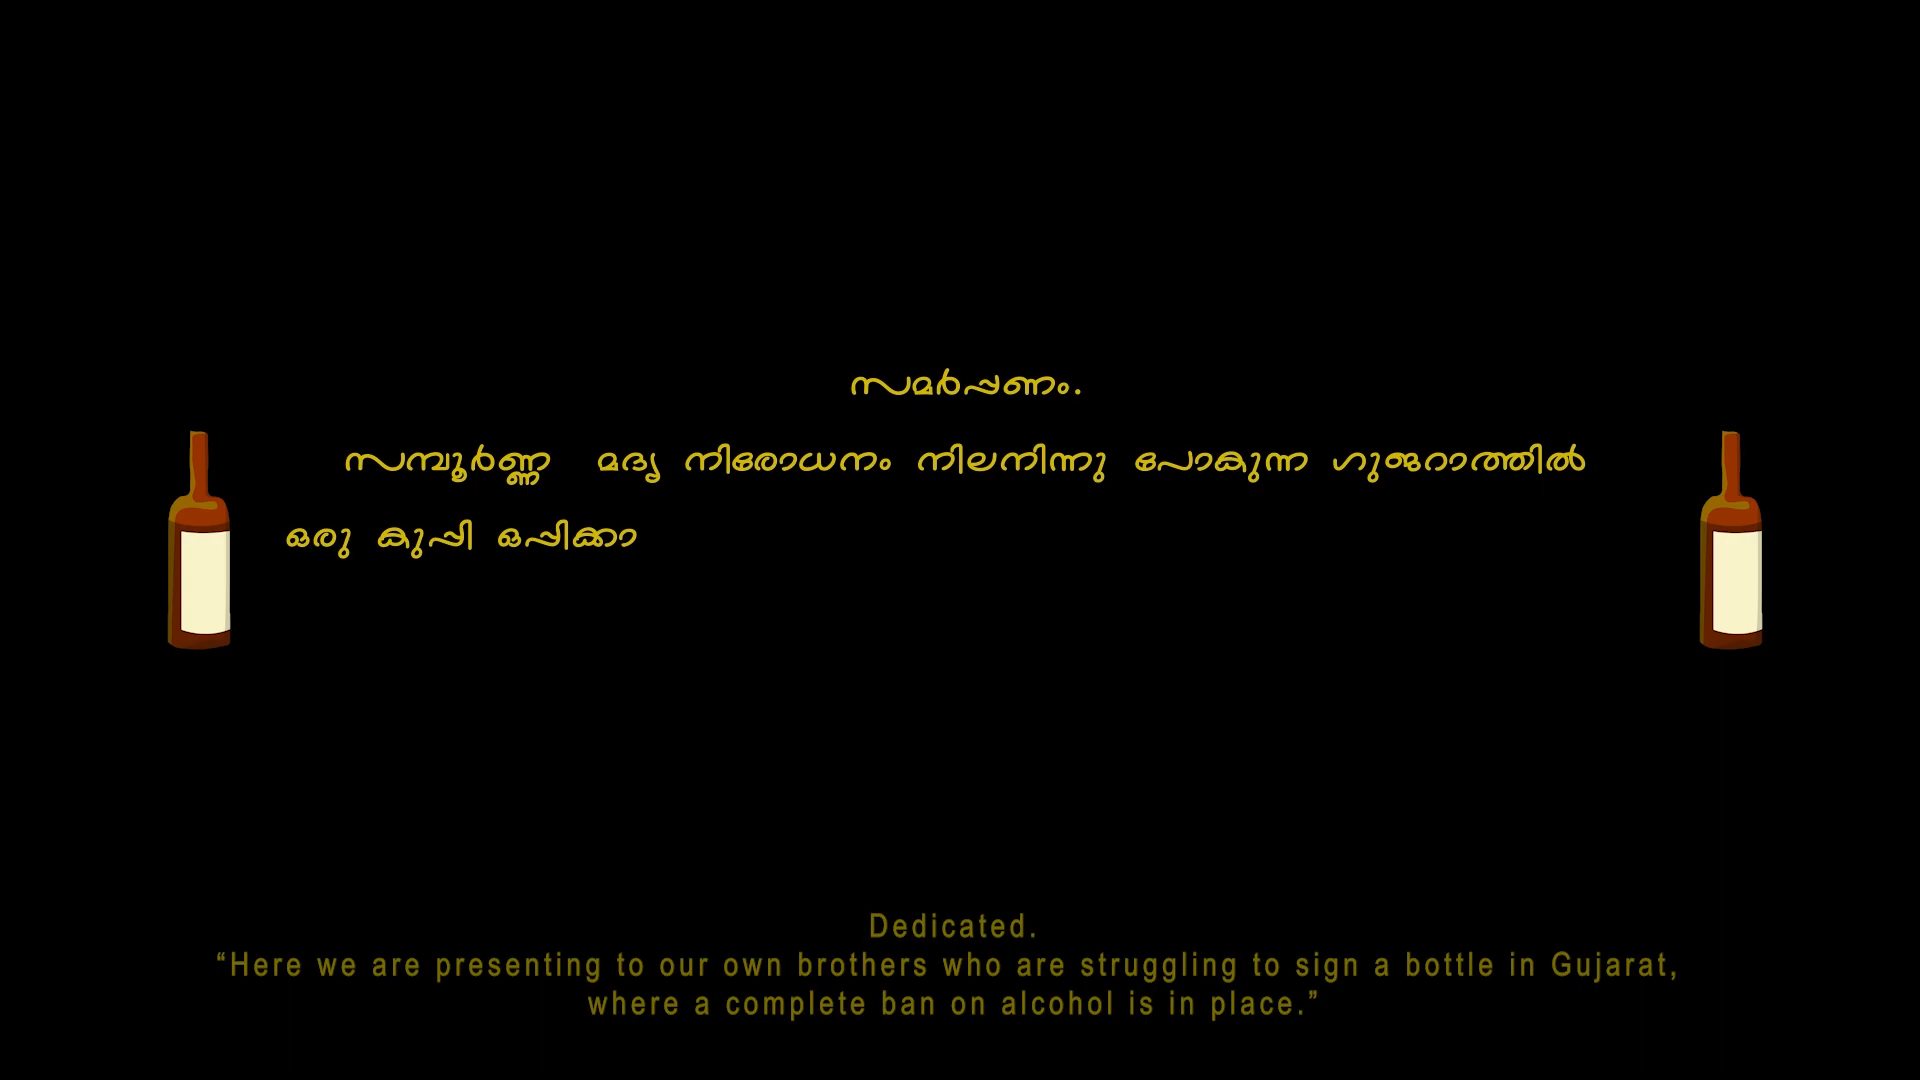 സമർപ്പണം.
സമ്പൂർണ്ണ മദ്യ നിരോധനം നിലനിന്നു പോകുന്ന ഗുജറാത്തിൽ
ഒരു കുപ്പി ഒപ്പിക്കാ
Dedicated.
“Here we are presenting to our own brothers who are struggling to sign a bottle in Gujarat,
where a complete ban on alcohol is in place.”